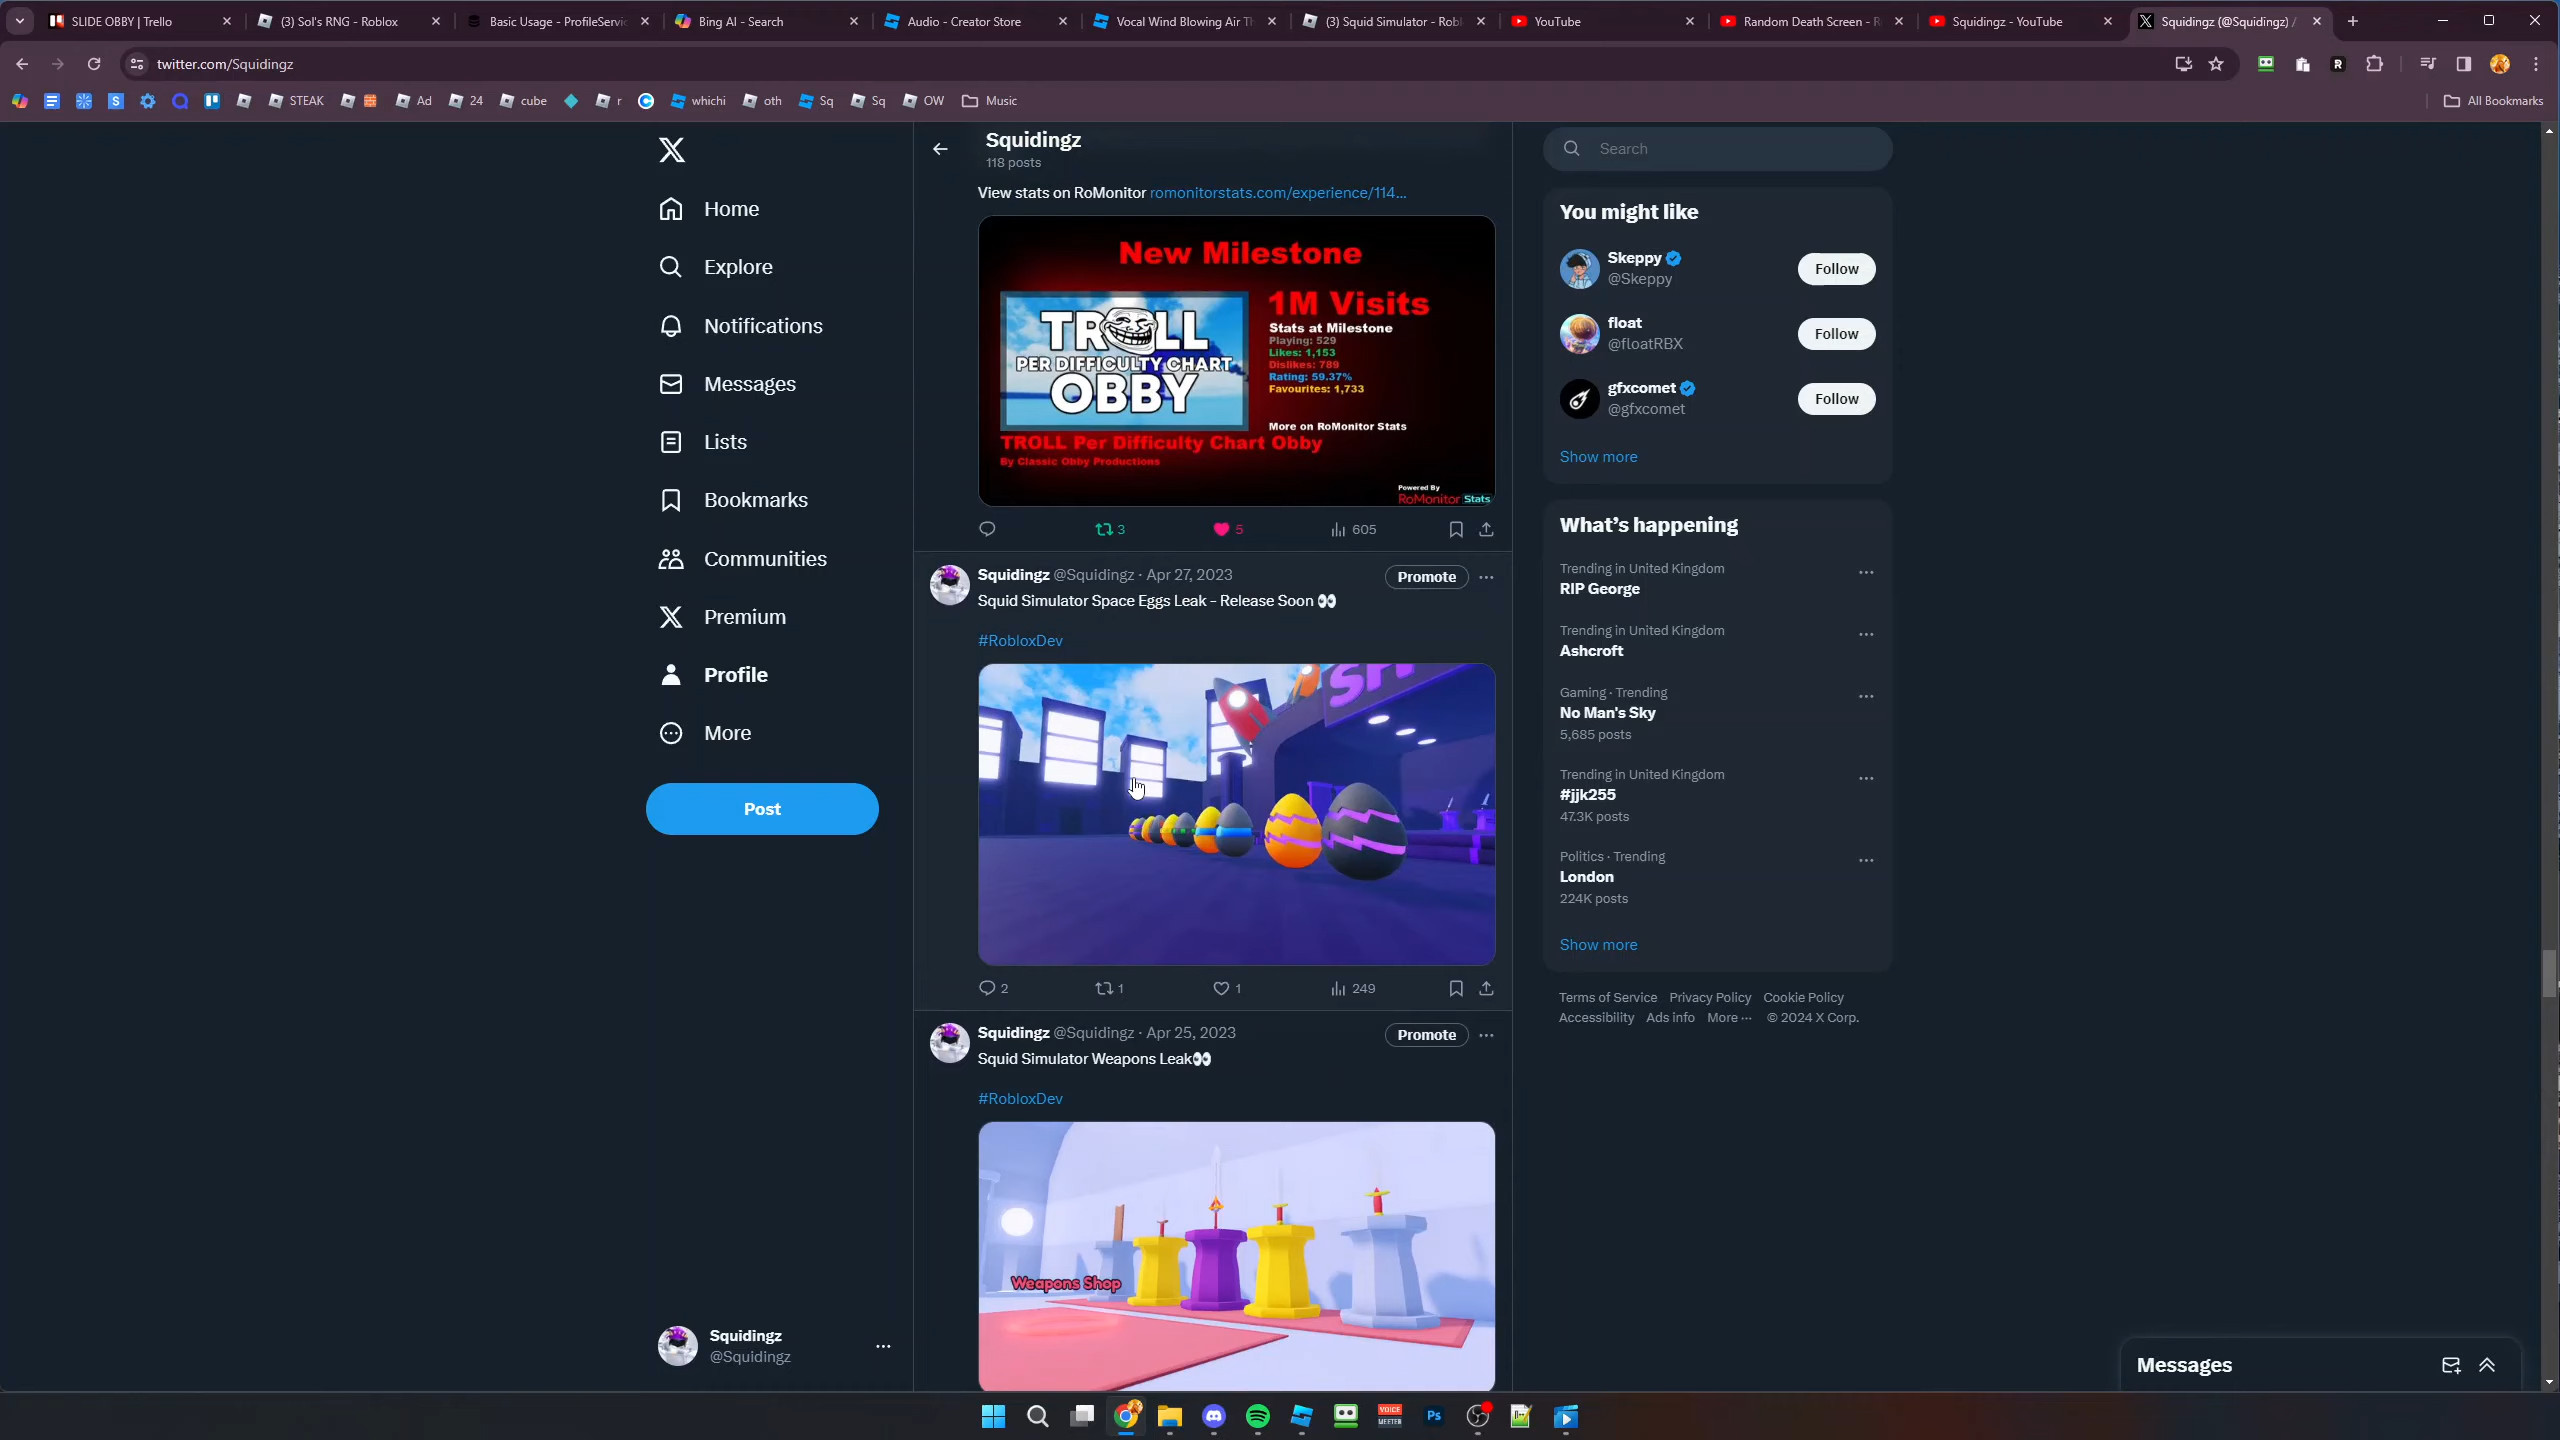 SLIDE OBBY | Trello
(3) Sol's RNG - Roblox
Basic Usage - ProfileServic
Bing AI - Search
Audio - Creator Store
Vocal Wind Blowing Air Th
(3) Squid Simulator - Robl
YouTube
Random Death Screen - R
Squidingz - YouTube
Squidingz (@Squidingz) /
twitter.com/Squidingz
STEAK
Ad
24
cube
r
whichi
oth
Sq
Sq
OW
Music
All Bookmarks
Home
Explore
Notifications
Messages
Lists
Bookmarks
Communities
Premium
Profile
More
Post
Squidingz
@Squidingz
Squidingz
118 posts
View stats on RoMonitor romonitorstats.com/experience/114...
New Milestone
TROLL
PER DIFFICULTY CHART
OBBY
1M Visits
Stats at Milestone
Playing: 529
Likes: 1,153
Dislikes: 789
Rating: 59.37%
Favourites: 1,733
More on RoMonitor Stats
TROLL Per Difficulty Chart Obby
By Classic Obby Productions
Powered By
RoMonitor Stats
3
5
605
Squidingz @Squidingz · Apr 27, 2023
Promote
Squid Simulator Space Eggs Leak - Release Soon 👀
#RobloxDev
2
1
1
249
Squidingz @Squidingz · Apr 25, 2023
Promote
Squid Simulator Weapons Leak👀
#RobloxDev
Weapons Shop
Search
You might like
Skeppy
@Skeppy
Follow
float
@floatRBX
Follow
gfxcomet
@gfxcomet
Follow
Show more
What's happening
Trending in United Kingdom
RIP George
Trending in United Kingdom
Ashcroft
Gaming · Trending
No Man's Sky
5,685 posts
Trending in United Kingdom
#jjk255
47.3K posts
Politics · Trending
London
224K posts
Show more
Terms of Service Privacy Policy Cookie Policy
Accessibility Ads info More ··· © 2024 X Corp.
Messages
VOICE
MEETER
Ps